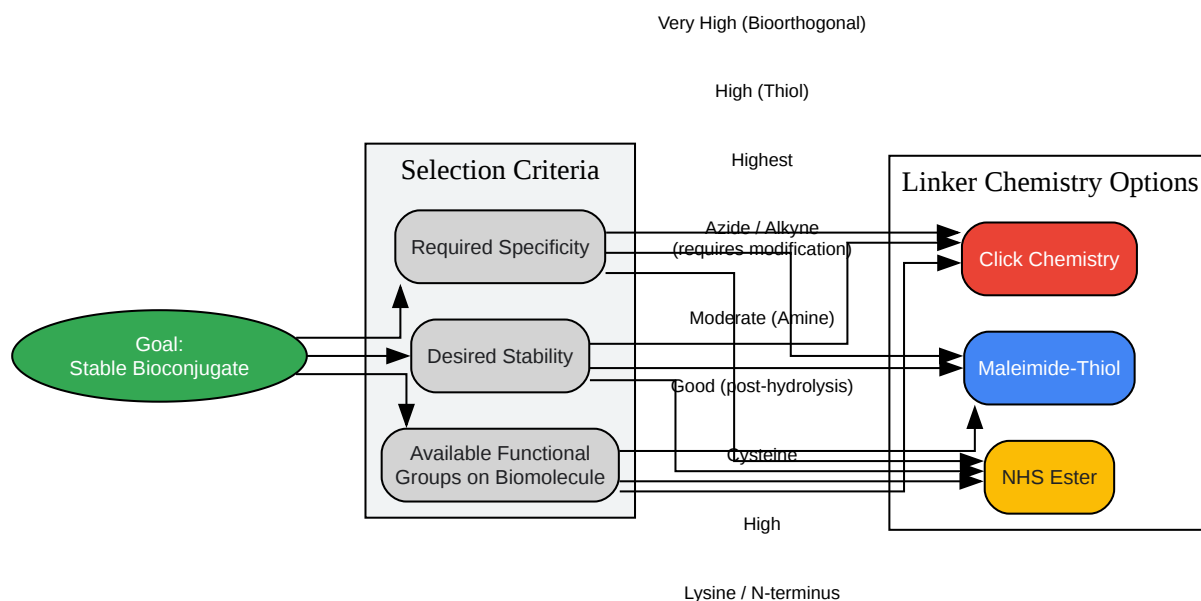 Very High (Bioorthogonal)
High (Thiol)
Highest
Selection Criteria
Linker Chemistry Options
Required Specificity
Azide / Alkyne
(requires modification)
Click Chemistry
Moderate (Amine)
Goal:
Stable Bioconjugate
Desired Stability
Maleimide-Thiol
Good (post-hydrolysis)
Available Functional
Groups on Biomolecule
Cysteine
NHS Ester
High
Lysine / N-terminus